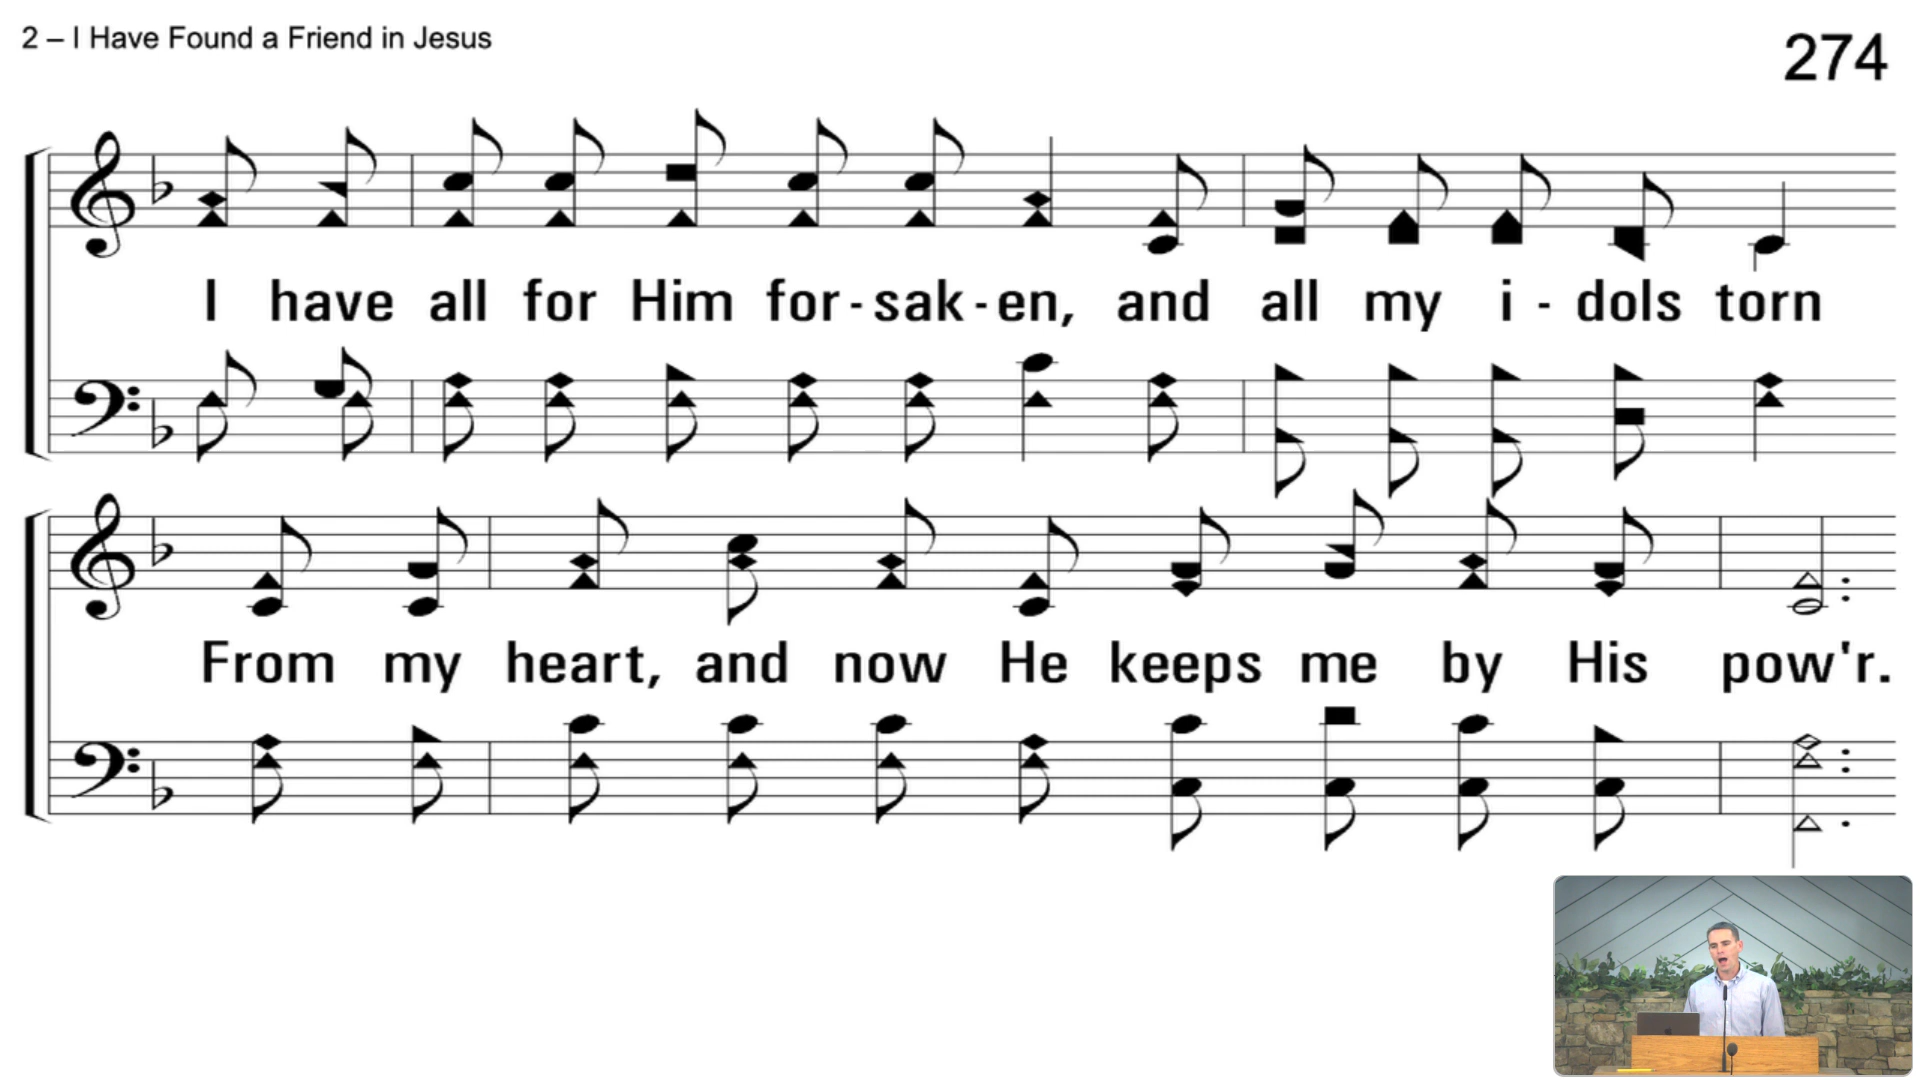 2 – I Have Found a Friend in Jesus
274
I have all for Him for-sak-en, and all my i - dols torn
From my heart, and now He keeps me by His pow'r.